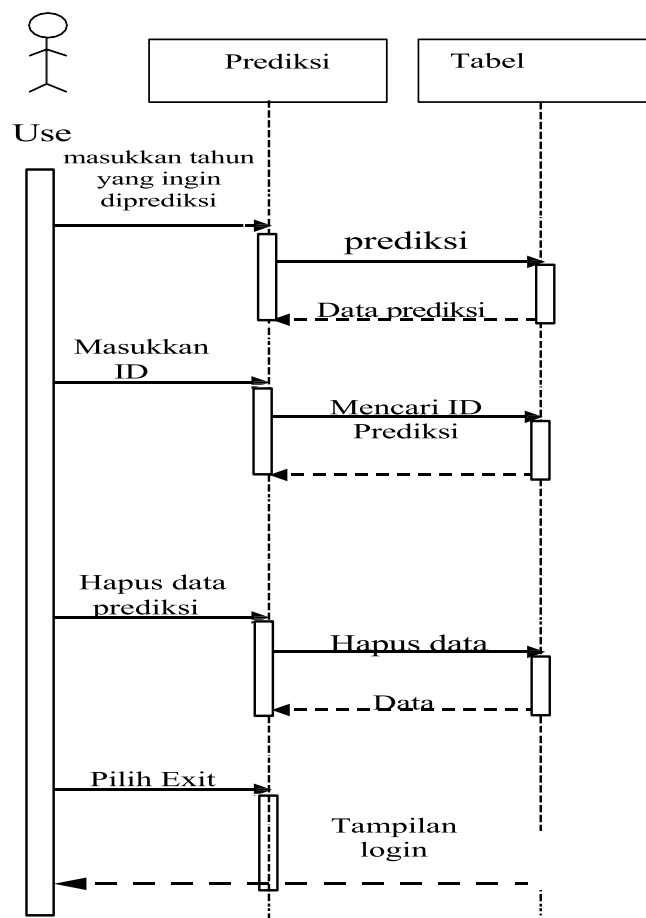 Prediksi
Tabel
Use
masukkan tahun
yang ingin
diprediksi
prediksi
Data prediksi
Masukkan
ID
Mencari ID
Prediksi
Hapus data
prediksi
Hapus data
Data
Pilih Exit
Tampilan
login